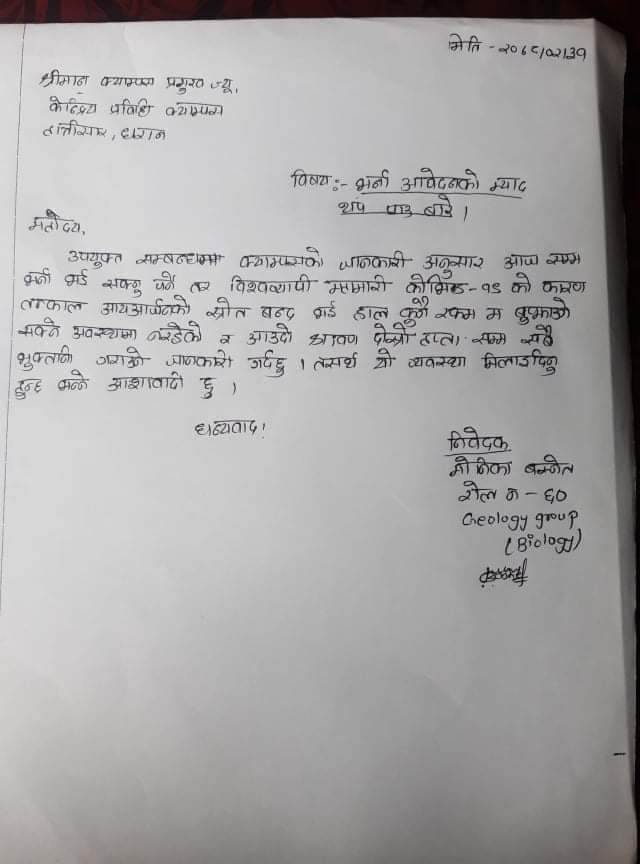 मिति - २०७८/०२/३१
श्रीमान क्याम्पस प्रमुख ज्यू,
केन्द्रिय प्रविधि क्याम्पस
हात्तीसार, धरान
विषय:- भर्ना आवेदनको म्याद
थप पाउ बारे ।
महोदय,
उपयुक्त सम्बन्धमा क्याम्पसको जानकारी अनुसार आज सम्म
भर्ना भई सक्नु पर्ने तर विश्वव्यापी महामारी कोभिड-१९ को कारण
तत्काल आयआर्जनको स्रोत बन्द भई हाल कुनै रकम म बुझाउने
सक्ने अवस्थामा नरहेको र आउदो श्रावण दोस्रो हप्ता सम्म सबै
भुक्तानी गराउने जानकारी गर्दछु । तसर्थ यो व्यवस्था मिलाईदिनु
हुन्छ भन्ने आशावादी छु ।
धन्यवाद!
निवेदक
मोनिका बस्नेत
रोल न - ६०
Geology group
(Biology)